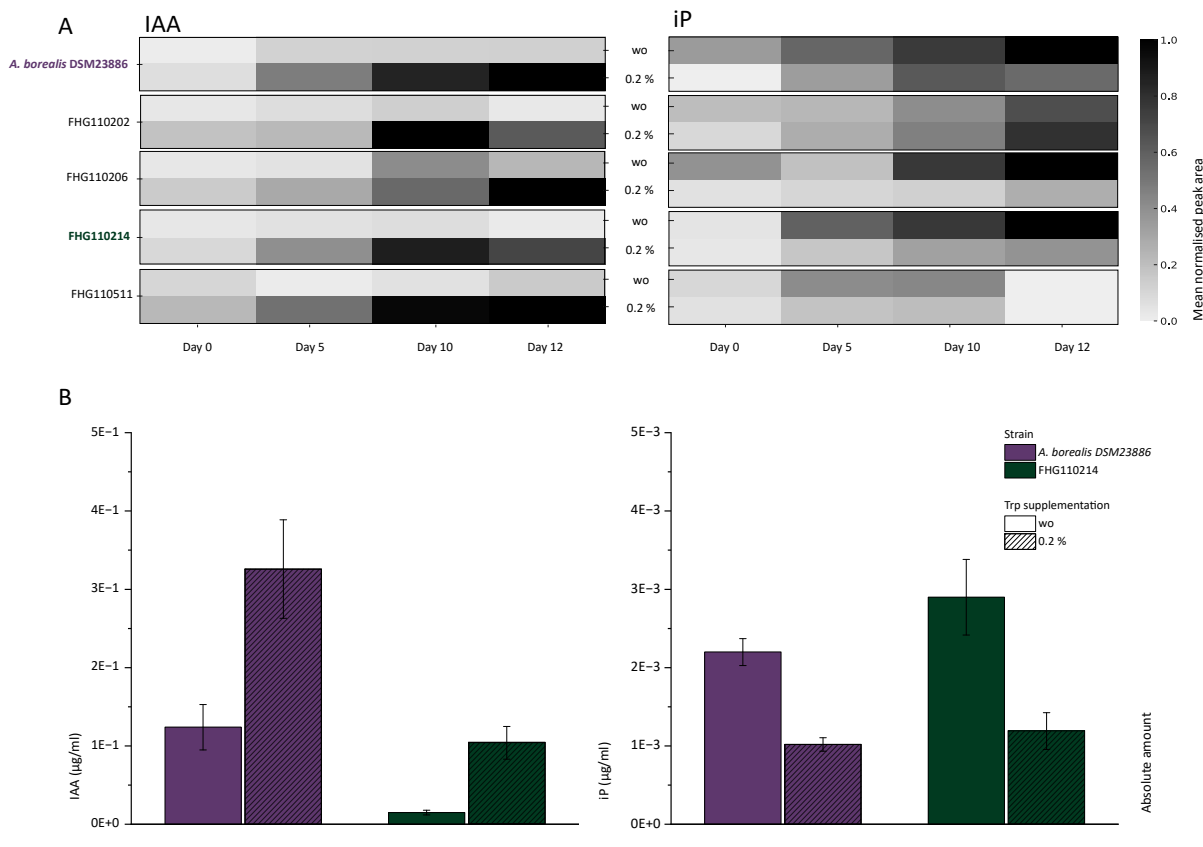 A
IAA
iP
A. borealis DSM23886
FHG110202
FHG110206
FHG110214
FHG110511
wo
0.2 %
wo
0.2 %
wo
0.2 %
wo
0.2 %
wo
0.2 %
1.0
0.8
0.6
0.4
0.2
0.0
Mean normalised peak area
Day 0
Day 5
Day 10
Day 12
Day 0
Day 5
Day 10
Day 12
B
5E−1
4E−1
3E−1
2E−1
1E−1
0E+0
IAA (µg/ml)
5E−3
4E−3
3E−3
2E−3
1E−3
0E+0
iP (µg/ml)
Strain
A. borealis DSM23886
FHG110214
Trp supplementation
wo
0.2 %
Absolute amount